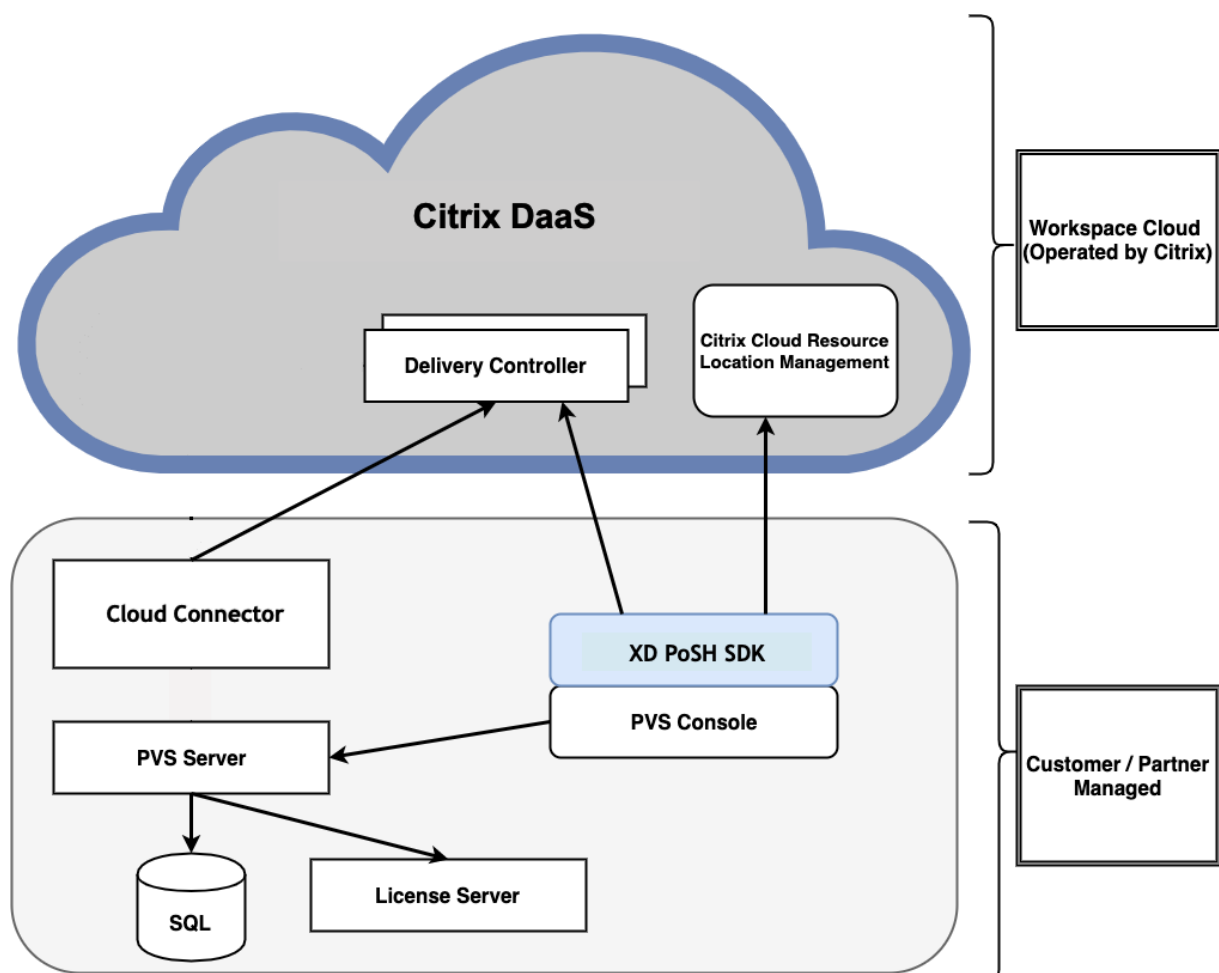 Citrix DaaS
Workspace Cloud
(Operated by Citrix)
Citrix Cloud Resource
Location Management
Delivery Controller
Cloud Connector
XD PoSH SDK
PVS Console
PVS Server
Customer / Partner
Managed
License Server
SQL